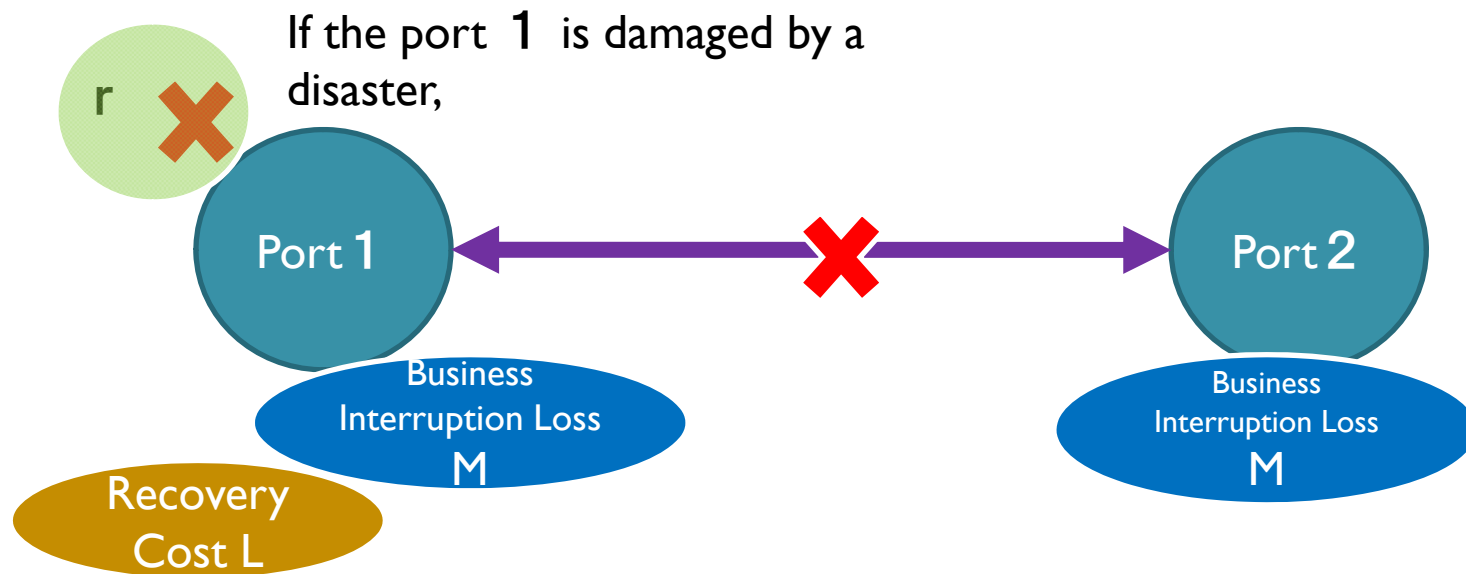 If the port 1 is damaged by a
disaster,
r
Port 1
Port 2
Business
Interruption Loss
M
Business
Interruption Loss
M
Recovery
Cost L